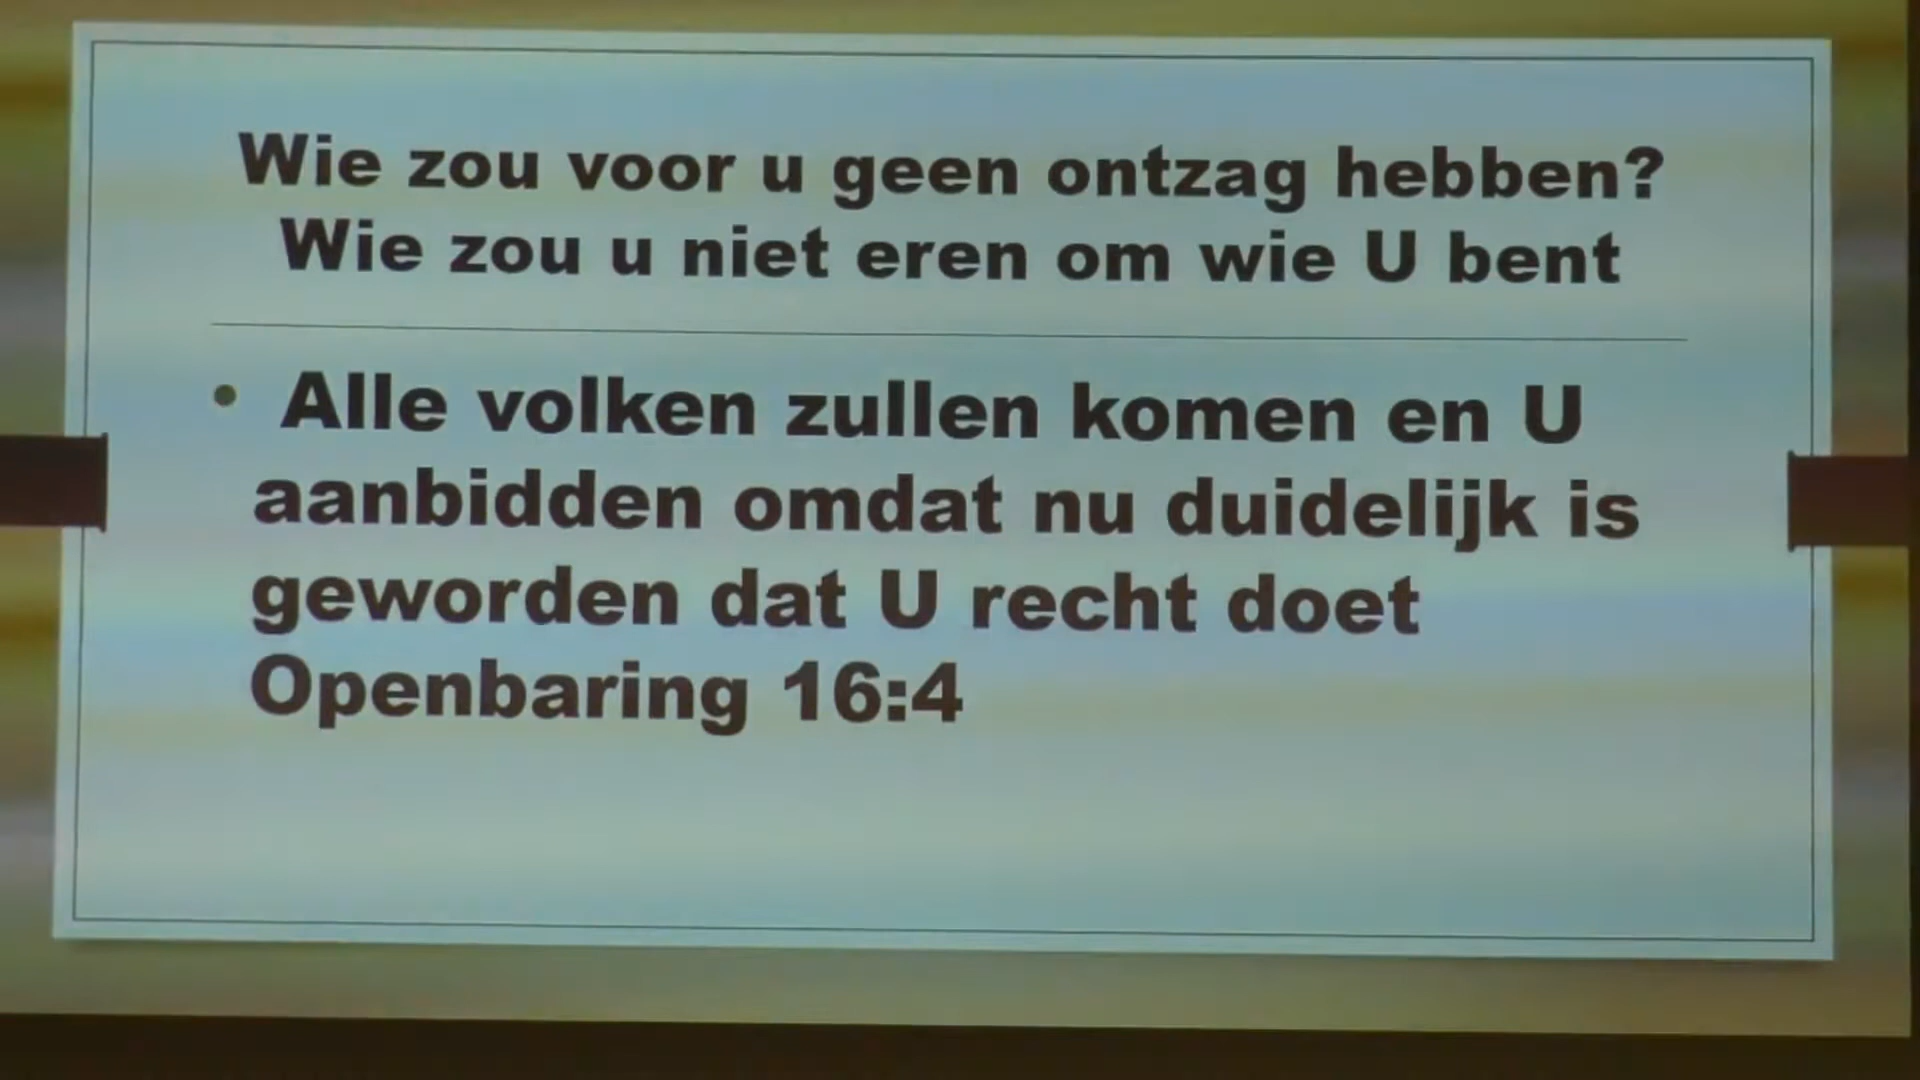 Wie zou voor u geen ontzag hebben?
Wie zou u niet eren om wie U bent
• Alle volken zullen komen en U
aanbidden omdat nu duidelijk is
geworden dat U recht doet
Openbaring 16:4